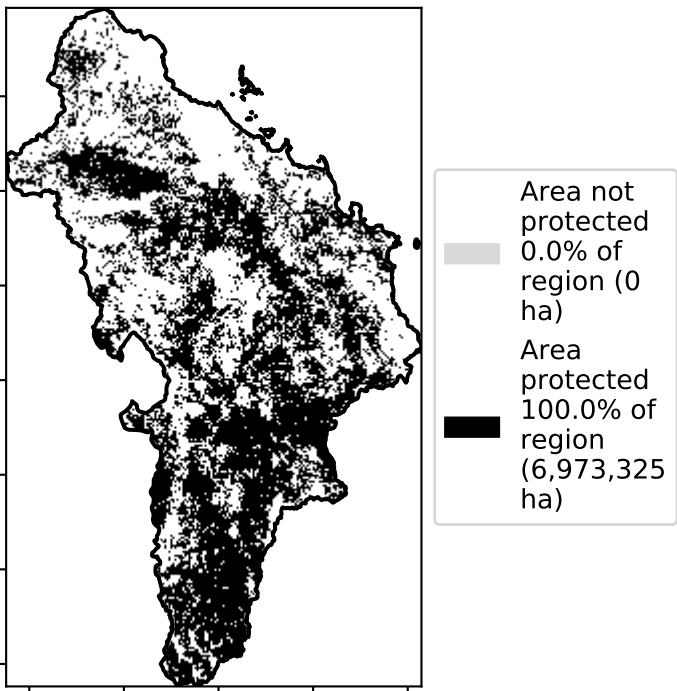 Area not
protected
0.0% of
region (0
ha)
Area
protected
100.0% of
region
(6,973,325
ha)